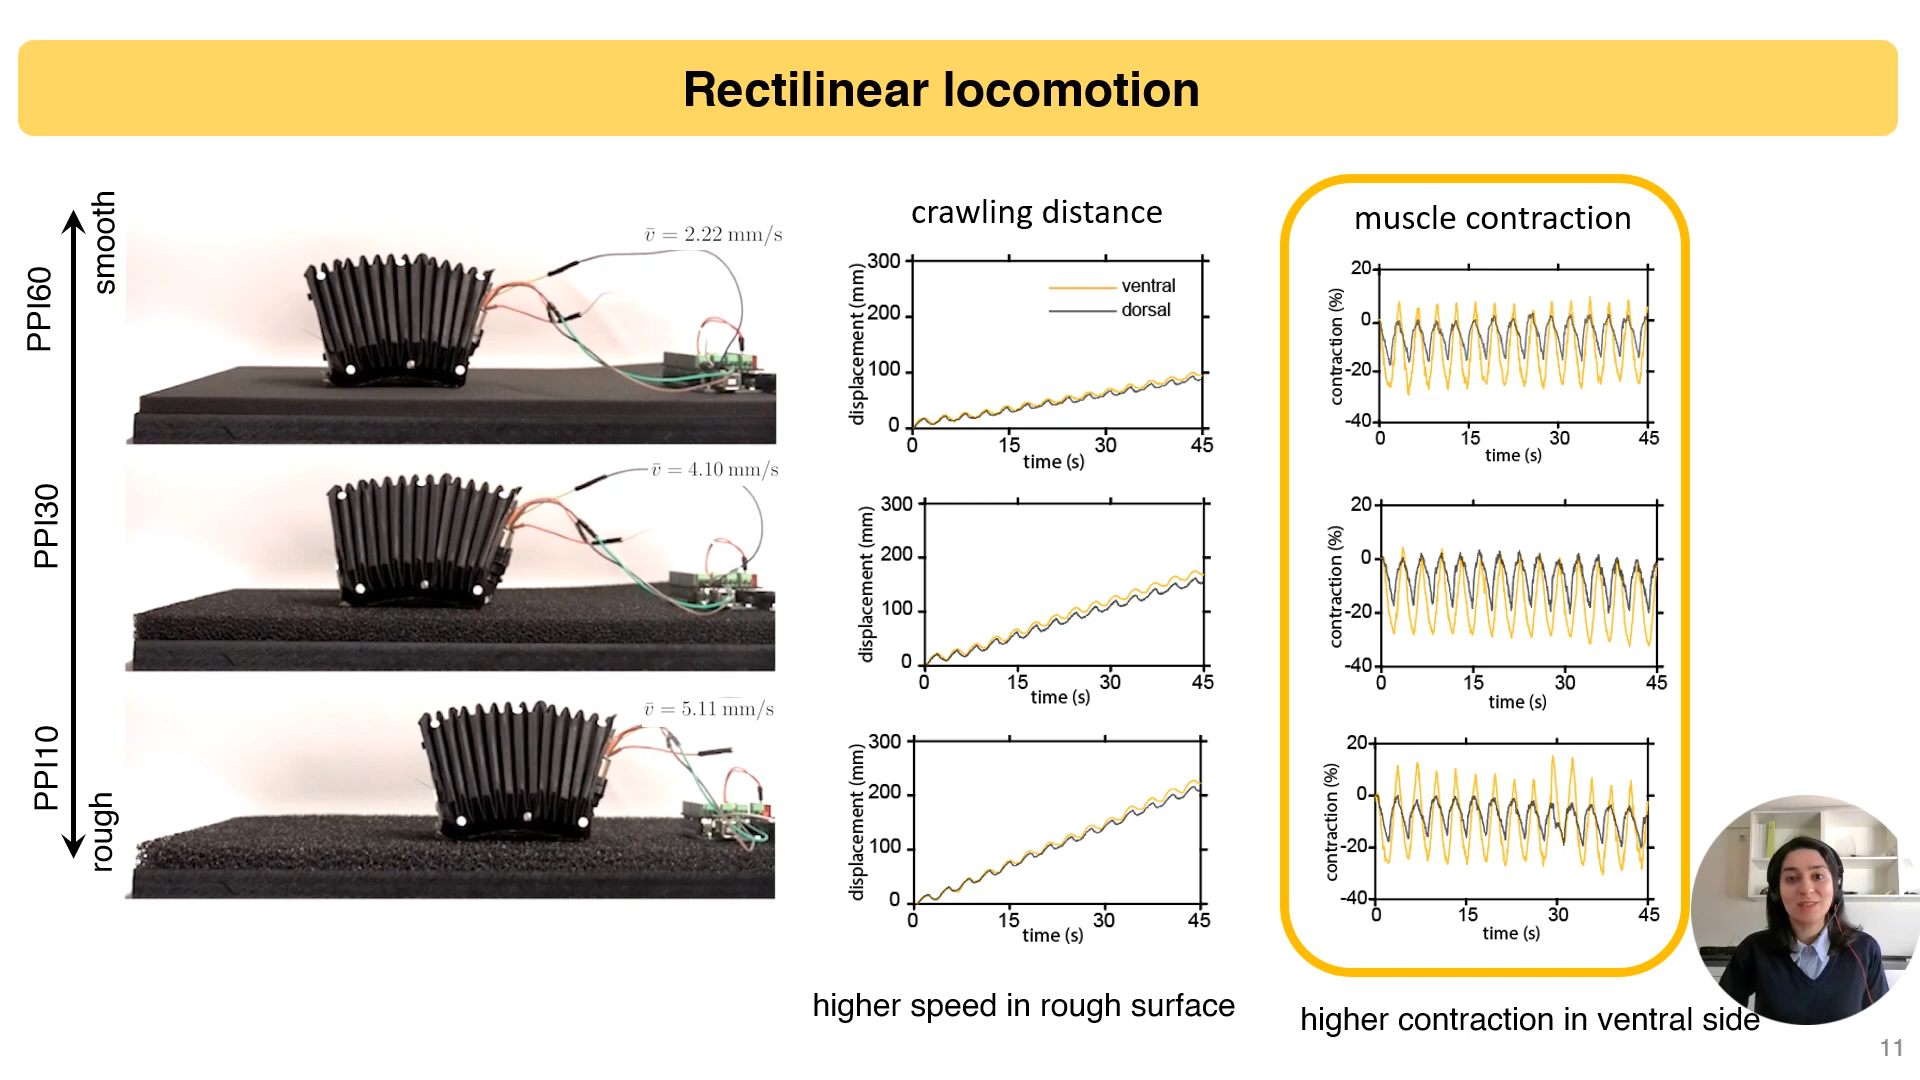 Rectilinear locomotion
smooth
PPI60
PPI30
PPI10
rough
v̄ = 2.22 mm/s
v̄ = 4.10 mm/s
v̄ = 5.11 mm/s
crawling distance
300
200
100
0
displacement (mm)
ventral
dorsal
0 15 30 45
time (s)
300
200
100
0
displacement (mm)
0 15 30 45
time (s)
300
200
100
0
displacement (mm)
0 15 30 45
time (s)
higher speed in rough surface
muscle contraction
20
0
-20
-40
contraction (%)
0 15 30 45
time (s)
20
0
-20
-40
contraction (%)
0 15 30 45
time (s)
20
0
-20
-40
contraction (%)
0 15 30 45
time (s)
higher contraction in ventral side
11